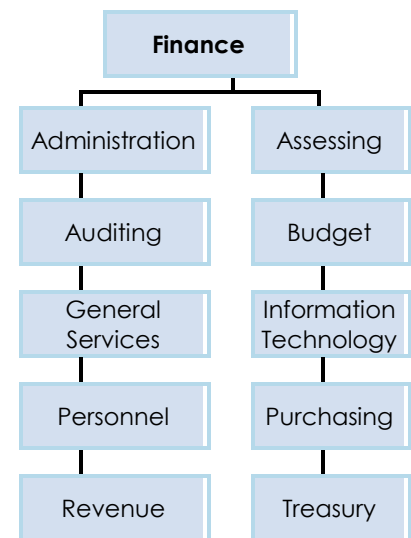 Finance
Administration
Assessing
Auditing
Budget
General
Services
Information
Technology
Personnel
Purchasing
Revenue
Treasury